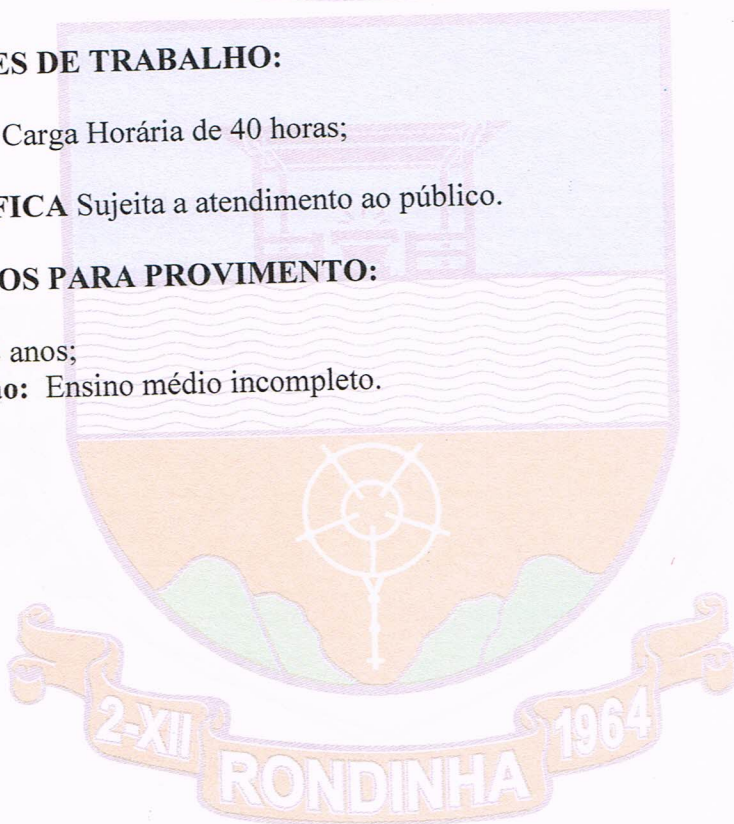 ES DE TRABALHO:
Carga Horária de 40 horas;
FICA Sujeita a atendimento ao público.
OS PARA PROVIMENTO:
anos;
o: Ensino médio incompleto.
2-XII
1964
RONDINHA